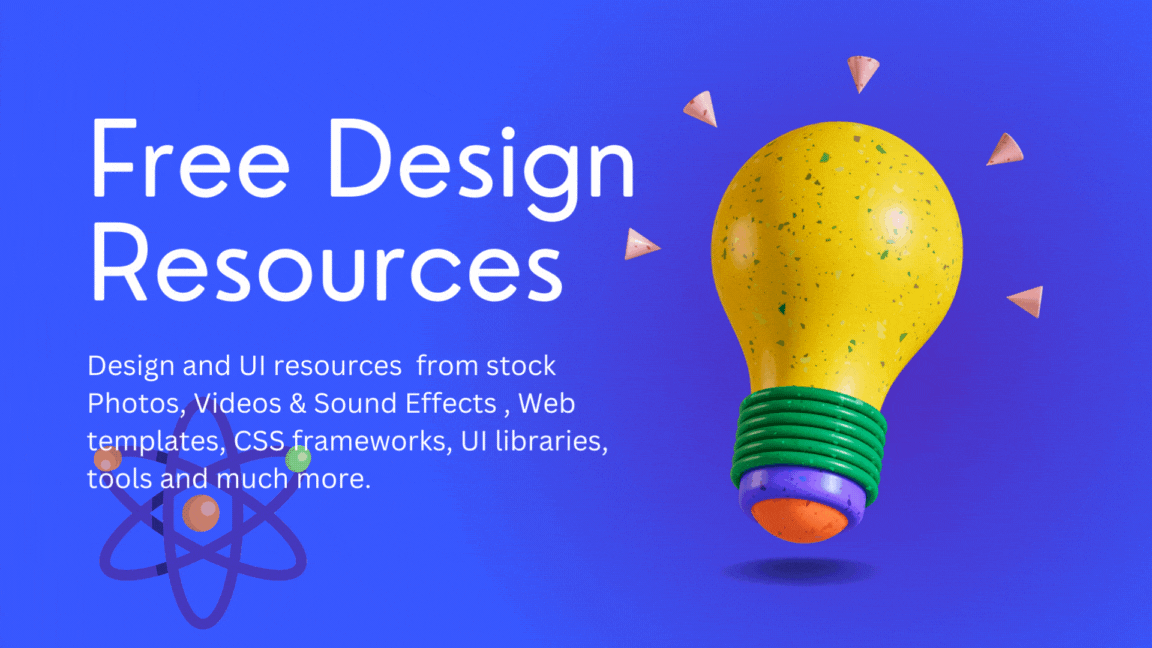 Free Design
Resources
Design and UI resources  from stock
Photos, Videos & Sound Effects , Web
templates, CSS frameworks, UI libraries,
tools and much more.